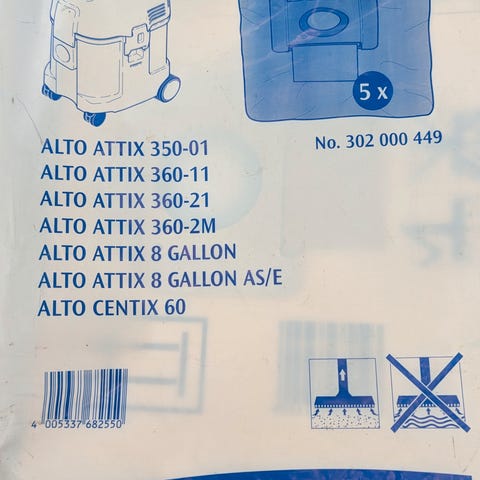 5 x
No. 302 000 449
ALTO ATTIX 350-01
ALTO ATTIX 360-11
ALTO ATTIX 360-21
ALTO ATTIX 360-2M
ALTO ATTIX 8 GALLON
ALTO ATTIX 8 GALLON AS/E
ALTO CENTIX 60
4 005337 682550